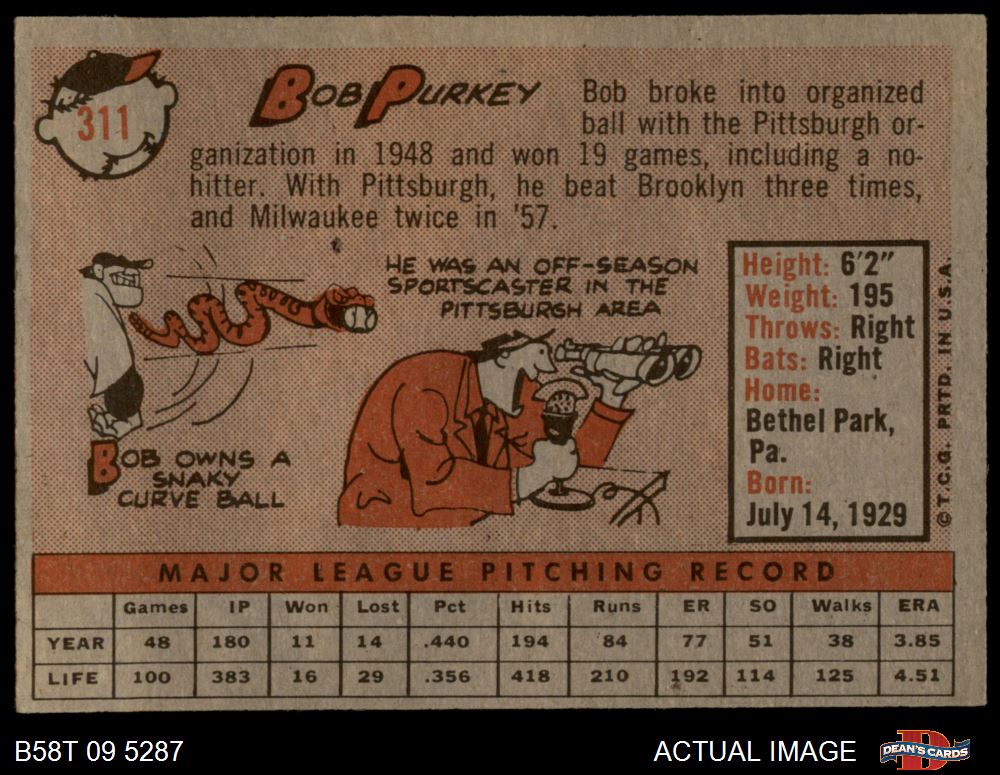 311
BOB PURKEY
Bob broke into organized
ball with the Pittsburgh or-
ganization in 1948 and won 19 games, including a no-
hitter. With Pittsburgh, he beat Brooklyn three times,
and Milwaukee twice in '57.
HE WAS AN OFF-SEASON
SPORTSCASTER IN THE
PITTSBURGH AREA
BOB OWNS A
SNAKY
CURVE BALL
Height: 6'2"
Weight: 195
Throws: Right
Bats: Right
Home:
Bethel Park,
Pa.
Born:
July 14, 1929
© T.C.G. PRTD. IN U.S.A.
MAJOR LEAGUE PITCHING RECORD
Games IP Won Lost Pct Hits Runs ER SO Walks ERA
YEAR 48 180 11 14 .440 194 84 77 51 38 3.85
LIFE 100 383 16 29 .356 418 210 192 114 125 4.51
B58T 09 5287
ACTUAL IMAGE
DEAN'S CARDS